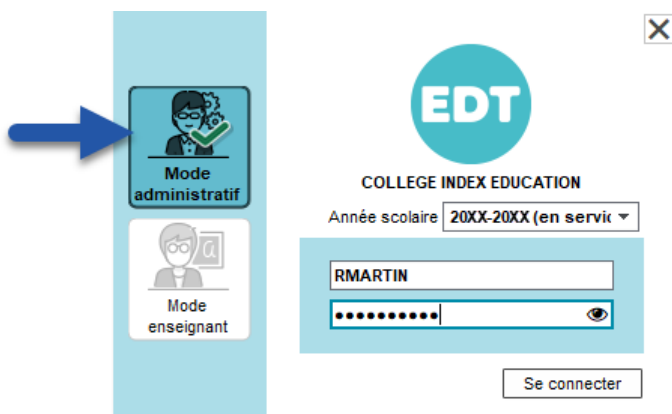 Mode
administratif
Mode
enseignant
EDT
COLLEGE INDEX EDUCATION
Année scolaire 20XX-20XX (en servic
RMARTIN
••••••••••
Se connecter